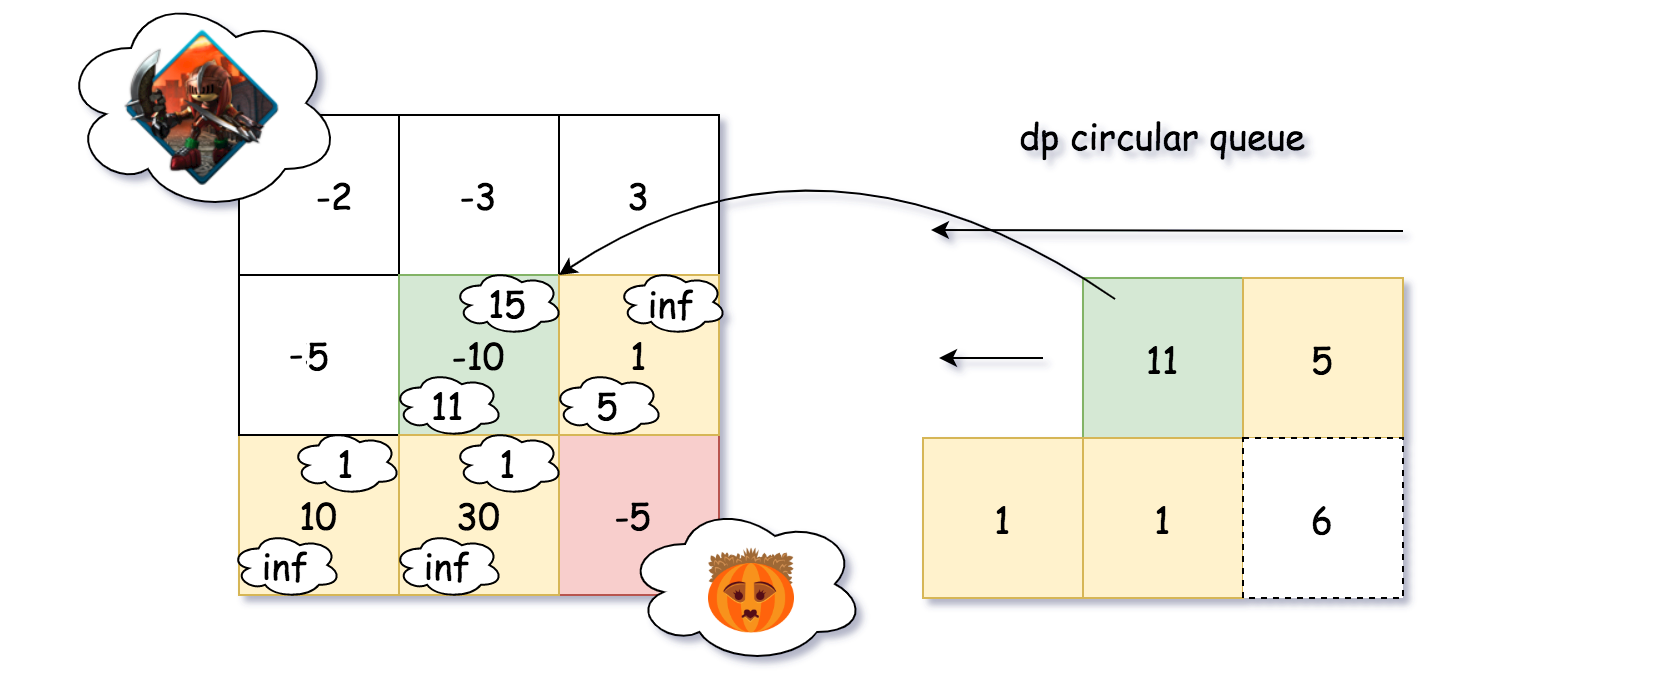 dp circular queue
-2 -3 3
15 inf
-5 -10 1 11 5
11 5
1 1
10 30 -5 1 1 6
inf inf